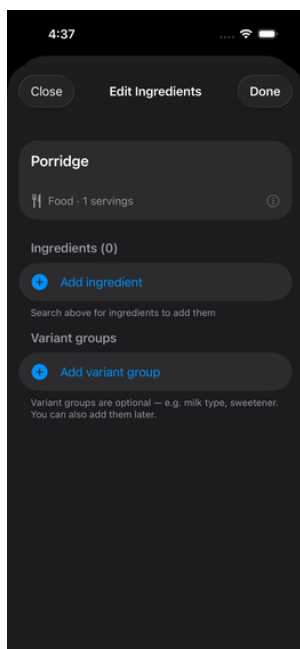 4:37
Close
Edit Ingredients
Done
Porridge
Food · 1 servings
Ingredients (0)
Add ingredient
Search above for ingredients to add them
Variant groups
Add variant group
Variant groups are optional — e.g. milk type, sweetener.
You can also add them later.